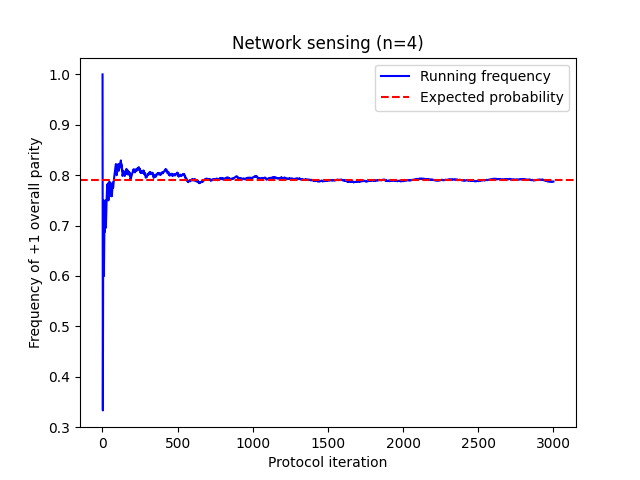 Network sensing (n=4)
Running frequency
Expected probability
Frequency of +1 overall parity
1.0
0.9
0.8
0.7
0.6
0.5
0.4
0.3
0 500 1000 1500 2000 2500 3000
Protocol iteration